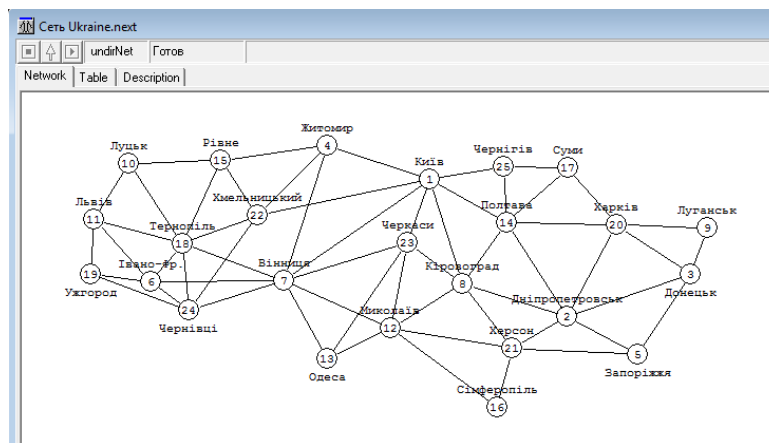 Сеть Ukraine.next
undirNet Готов
Network Table Description
Житомир
4
Луцьк
10
Рівне
15
Київ
1
Чернігів
25
Суми
17
Львів
11
Хмельницький
22
Тернопіль
18
Черкаси
23
Полтава
14
Харків
20
Луганськ
9
Ужгород
19
Івано-Фр.
6
Вінниця
7
Кіровоград
8
Дніпропетровськ
2
Донецьк
3
Чернівці
24
Миколаїв
12
Херсон
21
Запоріжжя
5
Одеса
13
Сімферопіль
16